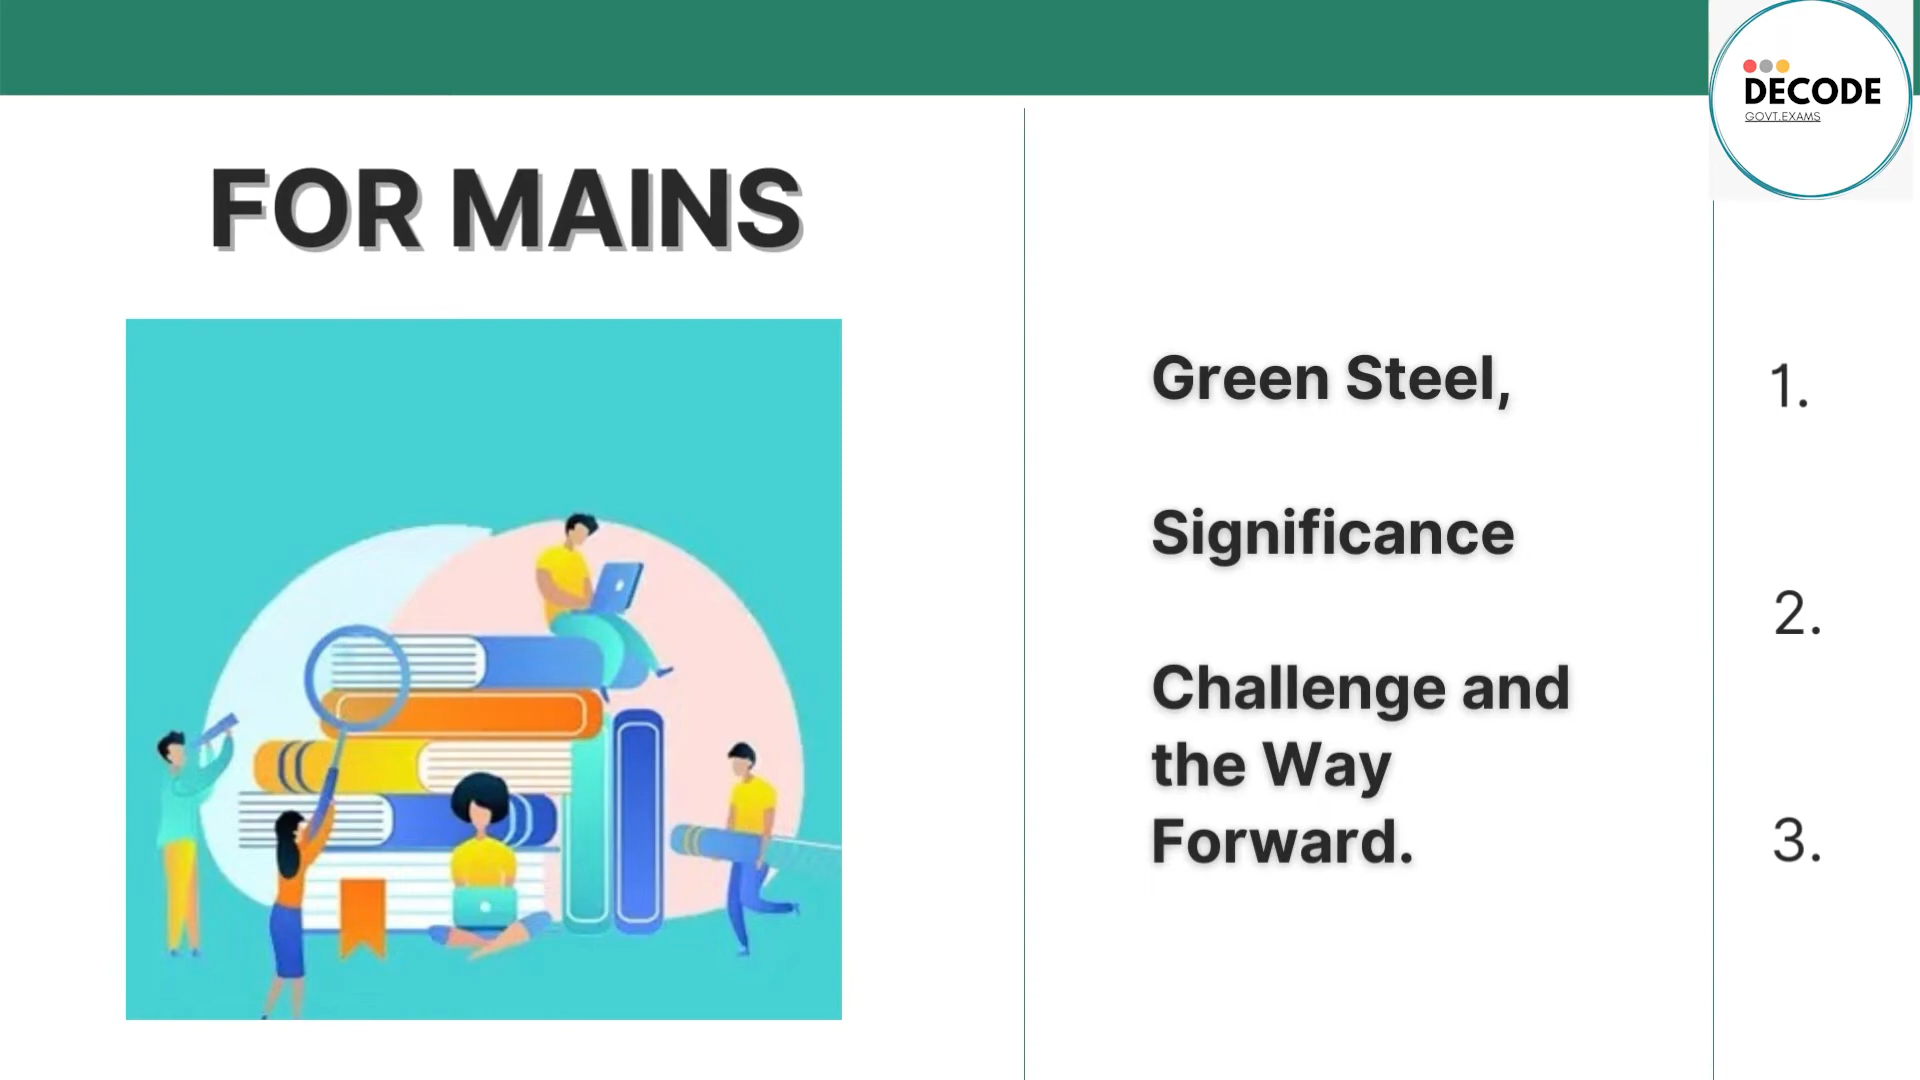 DECODE
GOVT.EXAMS
FOR MAINS
Green Steel,
1.
Significance
2.
Challenge and
the Way
Forward.
3.